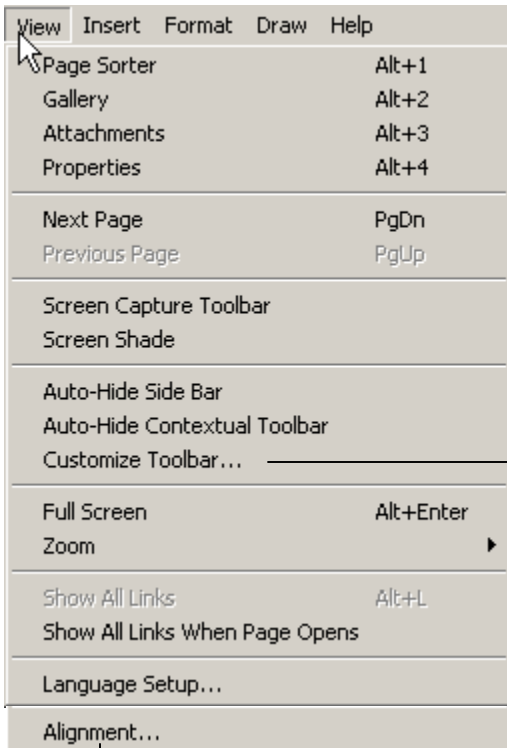 View Insert Format Draw Help
Page Sorter Alt+1
Gallery Alt+2
Attachments Alt+3
Properties Alt+4
Next Page PgDn
Previous Page PgUp
Screen Capture Toolbar
Screen Shade
Auto-Hide Side Bar
Auto-Hide Contextual Toolbar
Customize Toolbar...
Full Screen Alt+Enter
Zoom
Show All Links Alt+L
Show All Links When Page Opens
Language Setup...
Alignment...